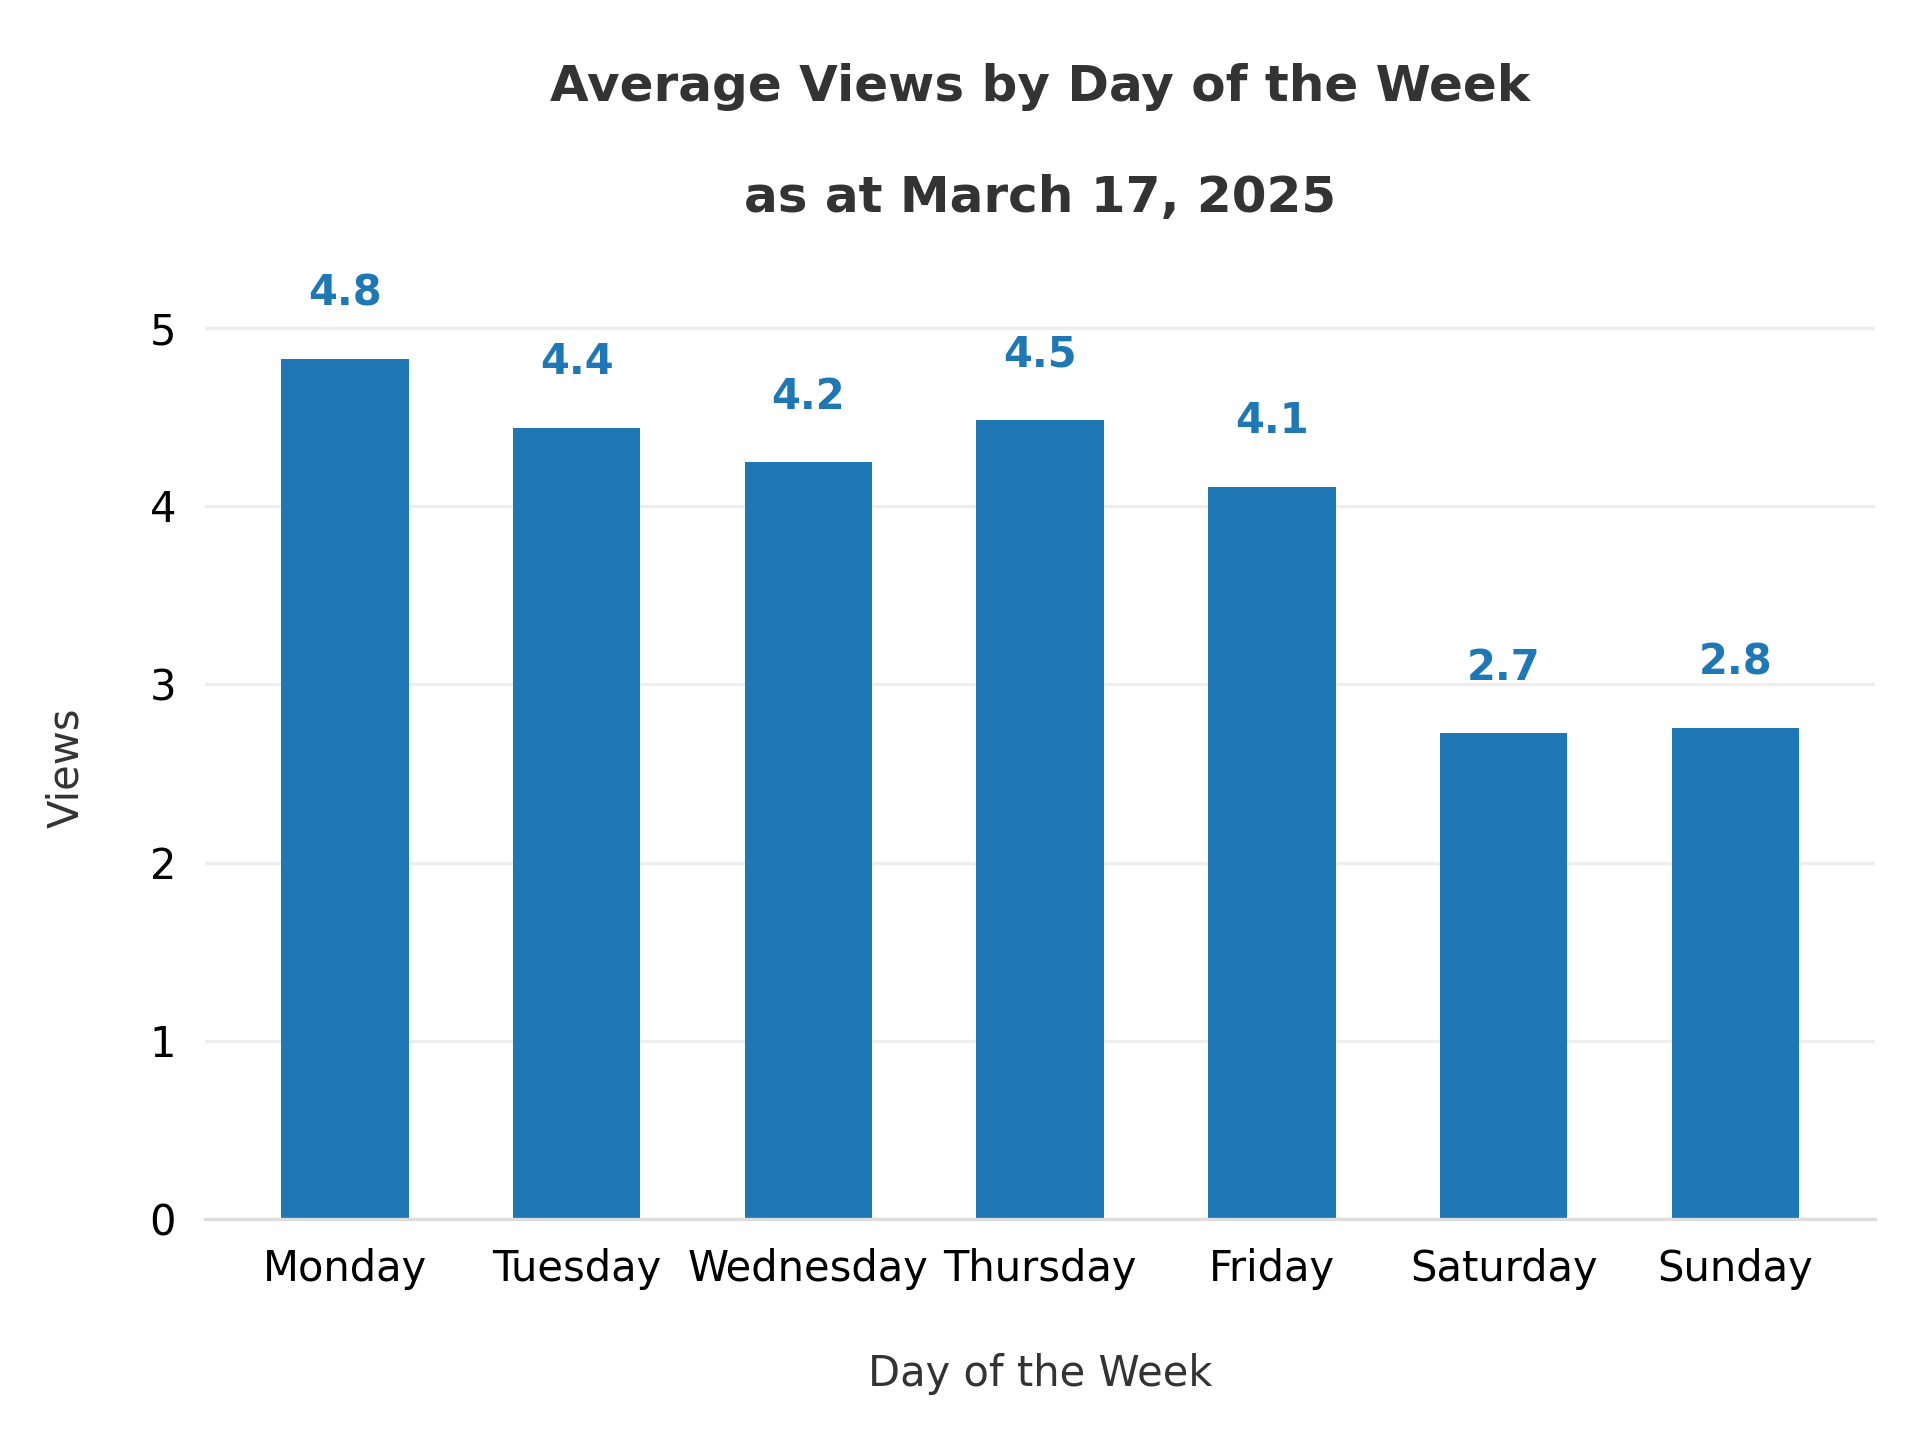 Average Views by Day of the Week
as at March 17, 2025
4.8
4.4
4.2
4.5
4.1
2.7
2.8
5
4
3
2
1
0
Views
Monday Tuesday Wednesday Thursday Friday Saturday Sunday
Day of the Week